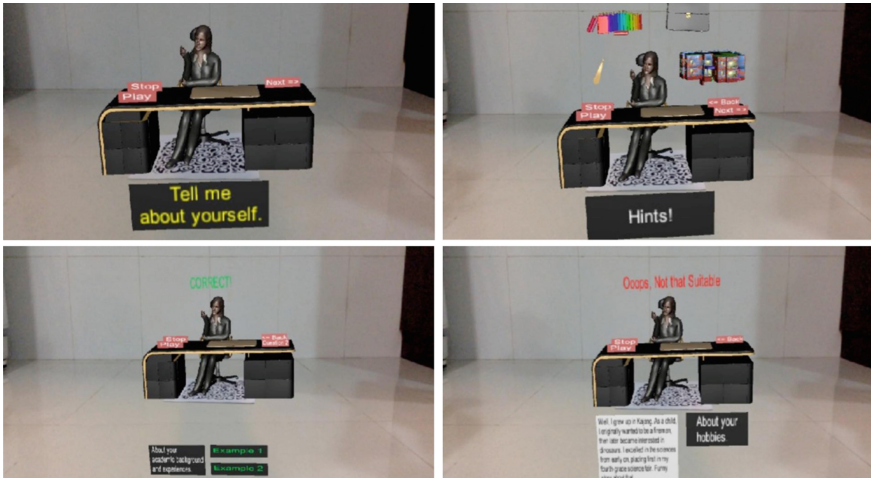 Stop
Play
Next =>
Tell me
about yourself.
Stop
Play
<= Back
Next =>
Hints!
CORRECT!
Stop
Play
<= Back
About your
academic background
and experiences.
Example 1
Example 2
Ooops, Not that Suitable
Stop
Play
<= Back
Well, I grew up in Kajang. As a child,
I originally wanted to be a fireman,
then later became interested in
dinosaurs. I excelled in the sciences
from early on, placing first in my
fourth-grade science fair. Funny
About your
hobbies